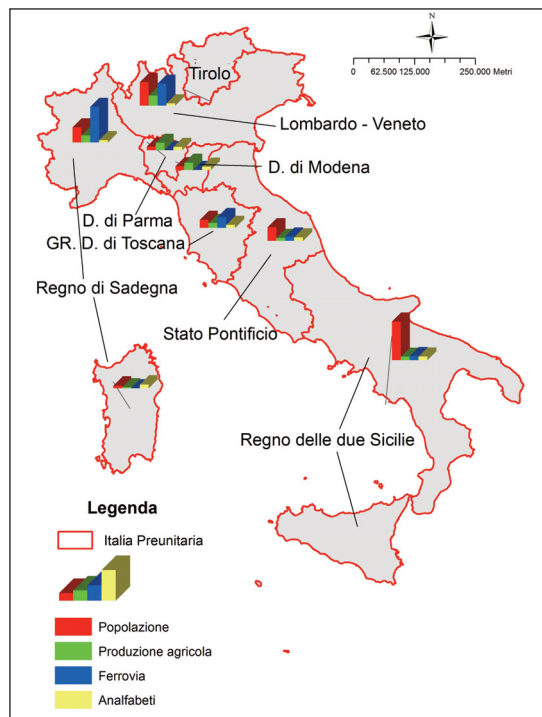 N
0 62.500 125.000 250.000 Metri
Tirolo
Lombardo - Veneto
D. di Modena
D. di Parma
GR. D. di Toscana
Regno di Sadegna
Stato Pontificio
Regno delle due Sicilie
Legenda
Italia Preunitaria
Popolazione
Produzione agricola
Ferrovia
Analfabeti